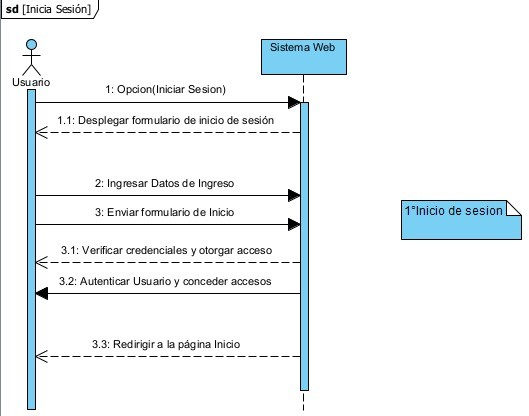 sd [Inicia Sesión]
Sistema Web
Usuario
1: Opcion(Iniciar Sesion)
1.1: Desplegar formulario de inicio de sesión
2: Ingresar Datos de Ingreso
1°Inicio de sesion
3: Enviar formulario de Inicio
3.1: Verificar credenciales y otorgar acceso
3.2: Autenticar Usuario y conceder accesos
3.3: Redirigir a la página Inicio